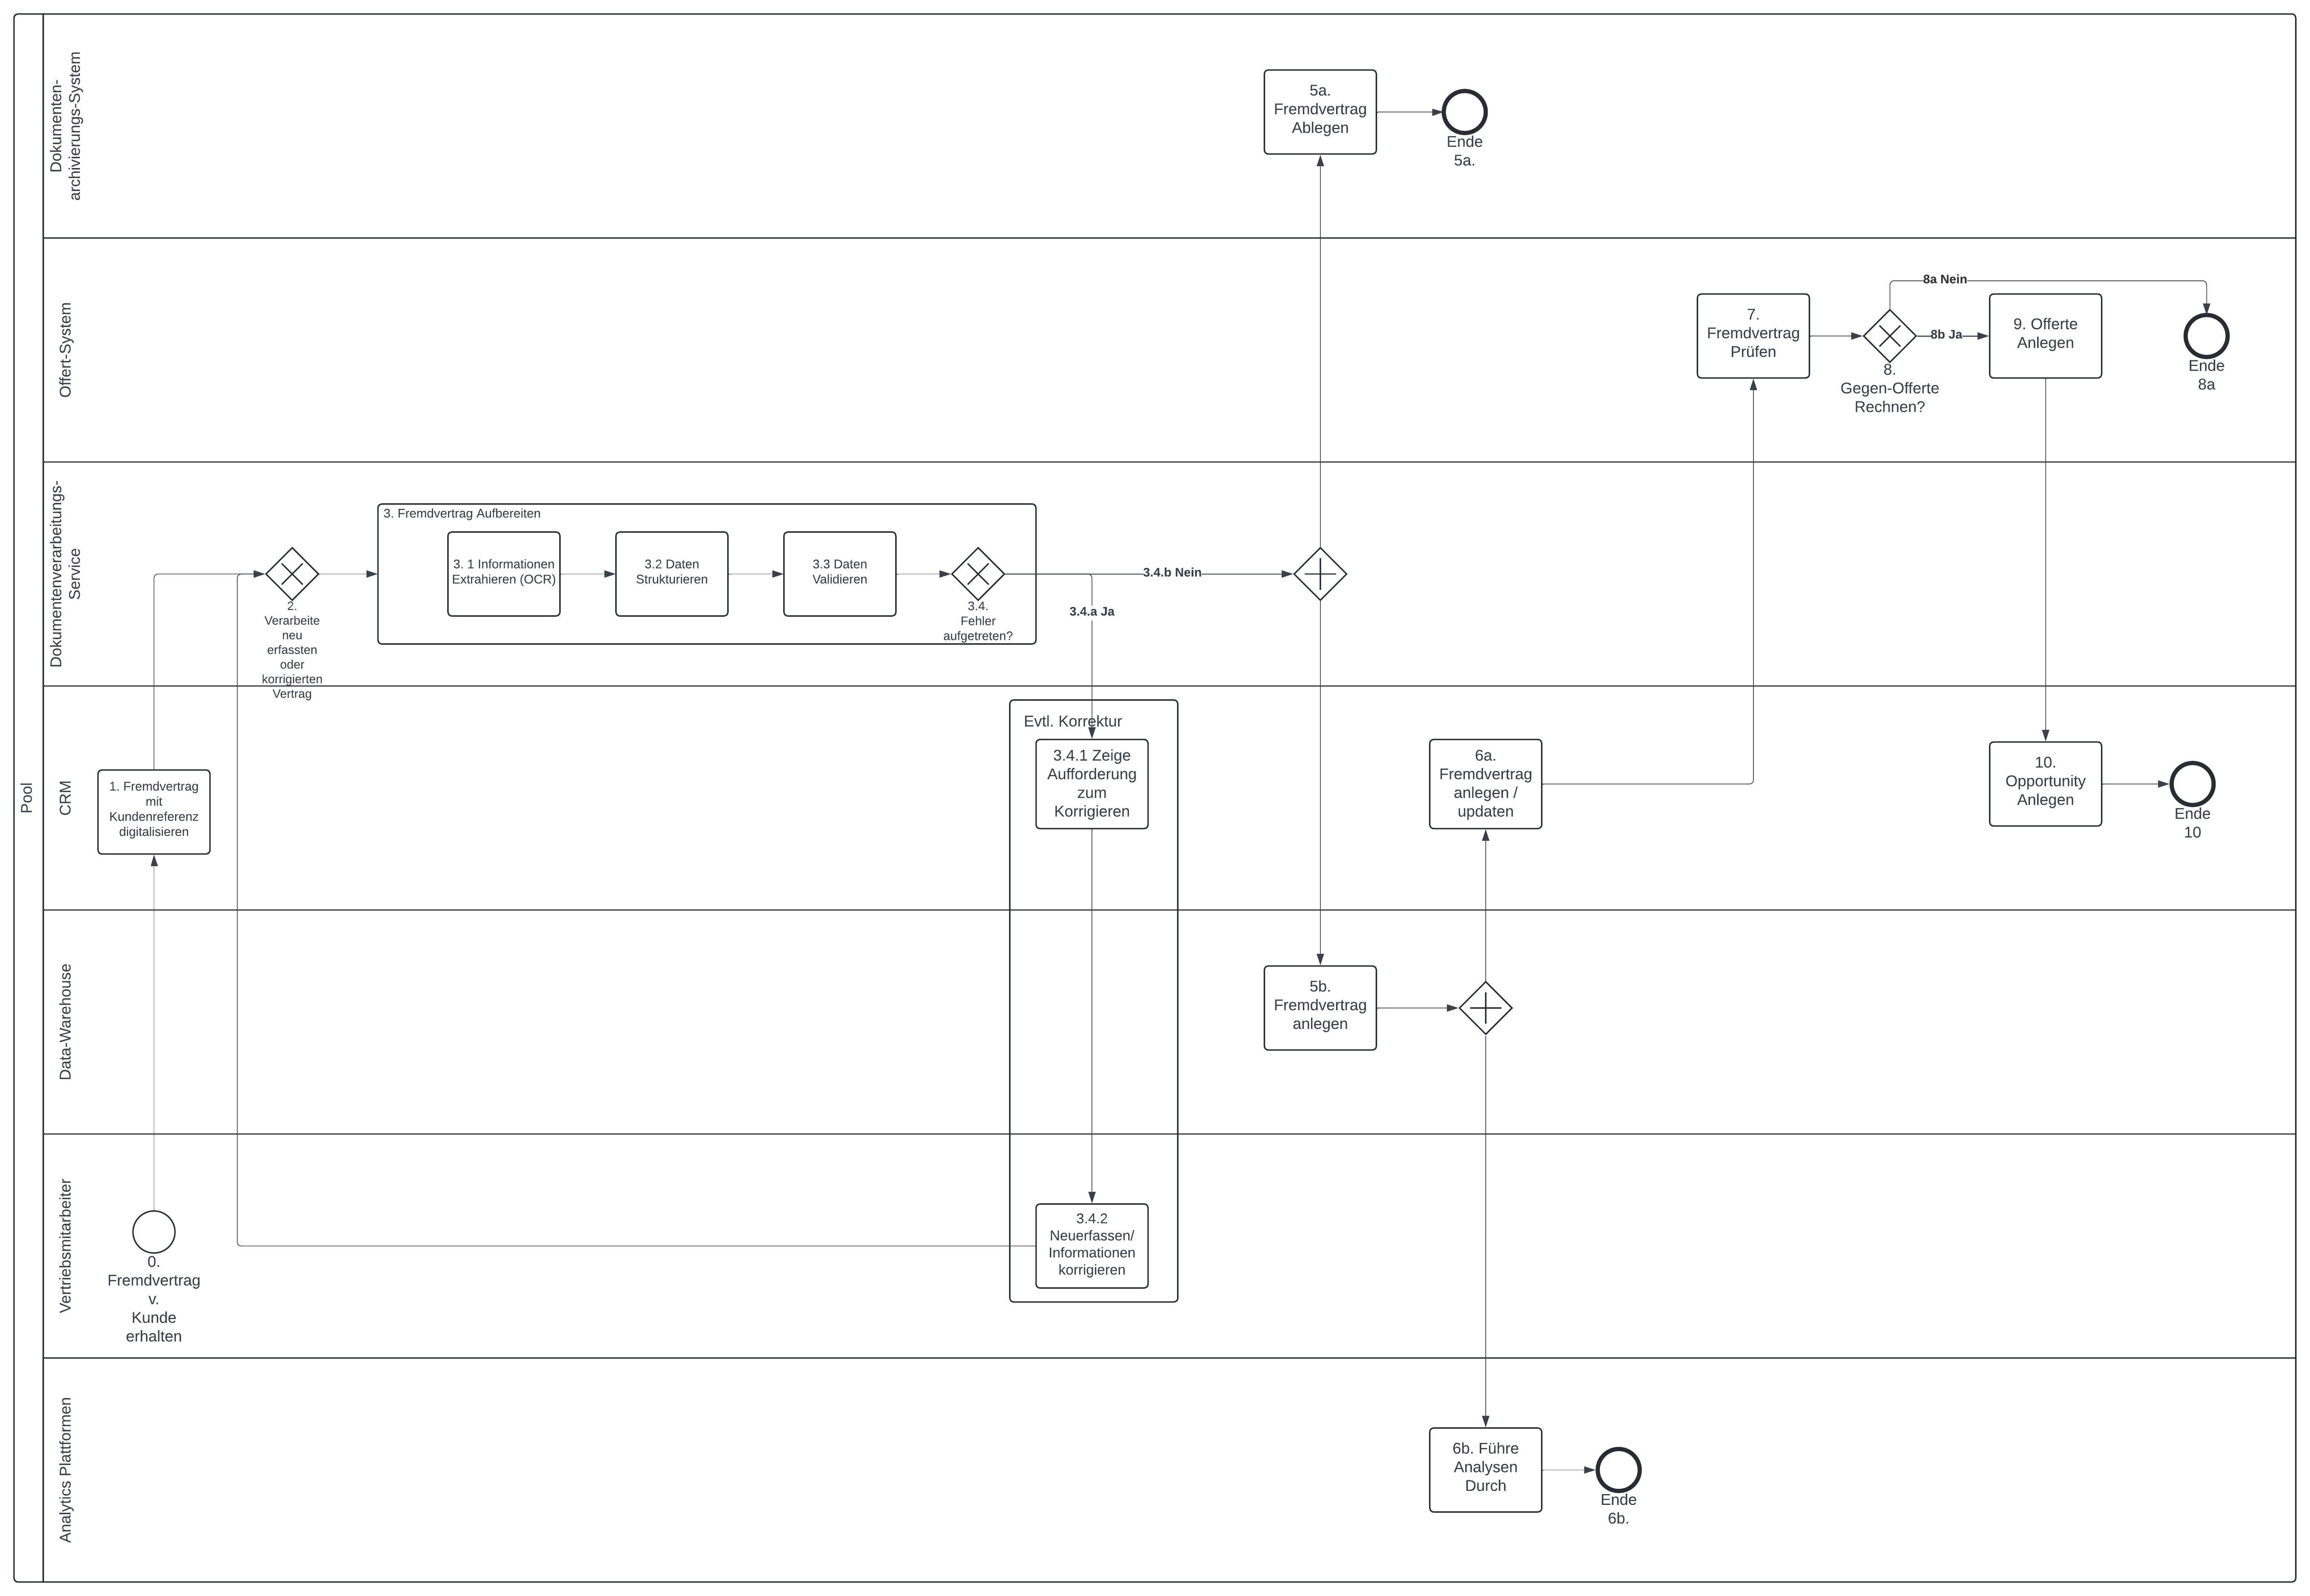 Pool
Dokumenten-
archivierungs-System
5a.
Fremdvertrag
Ablegen
Ende
5a.
Offert-System
7.
Fremdvertrag
Prüfen
8.
Gegen-Offerte
Rechnen?
8a Nein
8b Ja
9. Offerte
Anlegen
Ende
8a
Dokumentenverarbeitungs-
Service
2.
Verarbeite
neu
erfassten
oder
korrigierten
Vertrag
3. Fremdvertrag Aufbereiten
3. 1 Informationen
Extrahieren (OCR)
3.2 Daten
Strukturieren
3.3 Daten
Validieren
3.4.
Fehler
aufgetreten?
3.4.a Ja
3.4.b Nein
CRM
1. Fremdvertrag
mit
Kundenreferenz
digitalisieren
Evtl. Korrektur
3.4.1 Zeige
Aufforderung
zum
Korrigieren
6a.
Fremdvertrag
anlegen /
updaten
10.
Opportunity
Anlegen
Ende
10
Data-Warehouse
5b.
Fremdvertrag
anlegen
Vertriebsmitarbeiter
0.
Fremdvertrag
v.
Kunde
erhalten
3.4.2
Neuerfassen/
Informationen
korrigieren
Analytics Plattformen
6b. Führe
Analysen
Durch
Ende
6b.